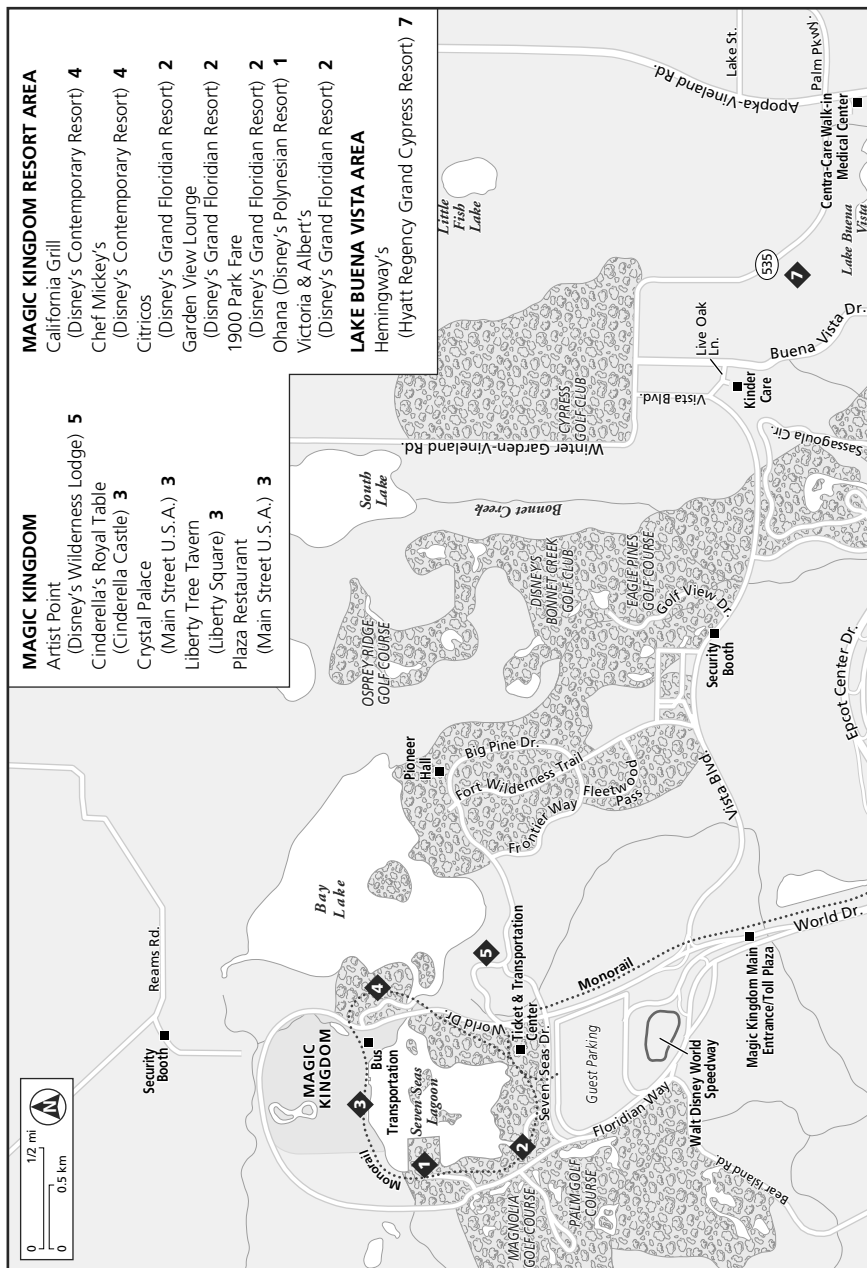 MAGIC KINGDOM
Artist Point
(Disney's Wilderness Lodge) 5
Cinderella's Royal Table
(Cinderella Castle) 3
Crystal Palace
(Main Street U.S.A.) 3
Liberty Tree Tavern
(Liberty Square) 3
Plaza Restaurant
(Main Street U.S.A.) 3
MAGIC KINGDOM RESORT AREA
California Grill
(Disney's Contemporary Resort) 4
Chef Mickey's
(Disney's Contemporary Resort) 4
Citricos
(Disney's Grand Floridian Resort) 2
Garden View Lounge
(Disney's Grand Floridian Resort) 2
1900 Park Fare
(Disney's Grand Floridian Resort) 2
Ohana (Disney's Polynesian Resort) 1
Victoria & Albert's
(Disney's Grand Floridian Resort) 2
LAKE BUENA VISTA AREA
Hemingway's
(Hyatt Regency Grand Cypress Resort) 7
0
1/2 mi
0
0.5 km
N
Security
Booth
Reams Rd.
MAGIC
KINGDOM
Bay
Lake
3
4
Bus
Transportation
Monorail
Seven Seas
Lagoon
1
2
5
World Dr.
Ticket & Transportation
Center
Seven Seas Dr.
MAGNOLIA
GOLF COURSE
PALM GOLF
COURSE
Guest Parking
Monorail
Floridian Way
Walt Disney World
Speedway
Magic Kingdom Main
Entrance/Toll Plaza
World Dr.
Bear Island Rd.
Pioneer
Hall
Big Pine Dr.
Fort Wilderness Trail
Frontier Way
Fleetwood
Pass
Vista Blvd.
OSPREY RIDGE
GOLF COURSE
South
Lake
Bonnet Creek
DISNEY'S
BONNET CREEK
GOLF CLUB
EAGLE PINES
GOLF COURSE
Golf View Dr.
Security
Booth
Epcot Center Dr.
Winter Garden-Vineland Rd.
CYPRESS
GOLF CLUB
Vista Blvd.
Live Oak
Ln.
Kinder
Care
Buena Vista Dr.
Sassagoula Cir.
Little
Fish
Lake
535
7
Lake Buena
Vista
Centra-Care Walk-in
Medical Center
Apopka-Vineland Rd.
Lake St.
Palm Pkwy.